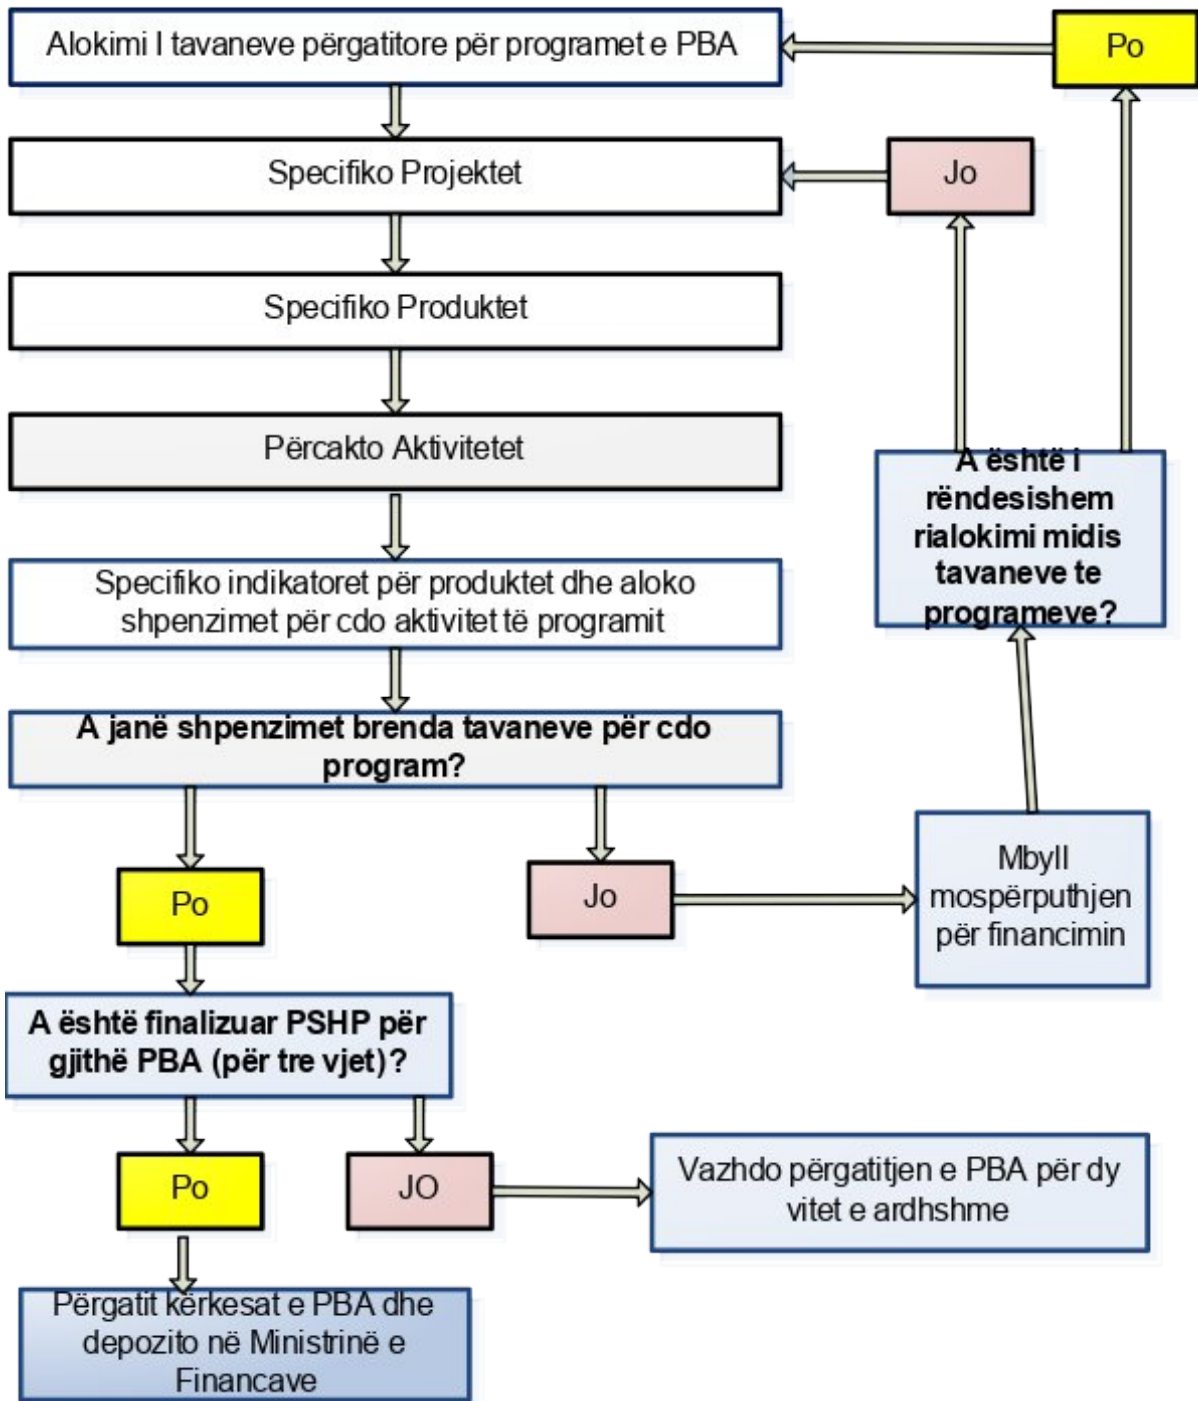 Alokimi I tavaneve përgatitore për programet e PBA
Po
Specifiko Projektet
Jo
Specifiko Produktet
Përcakto Aktivitetet
A është i
rëndesishem
rialokimi midis
tavaneve te
programeve?
Specifiko indikatoret për produktet dhe aloko
shpenzimet për cdo aktivitet të programit
A janë shpenzimet brenda tavaneve për cdo
program?
Po
Jo
Mbyll
mospërputhjen
për financimin
A është finalizuar PSHP për
gjithë PBA (për tre vjet)?
Po
JO
Vazhdo përgatitjen e PBA për dy
vitet e ardhshme
Përgatit kërkesat e PBA dhe
depozito në Ministrinë e
Financave